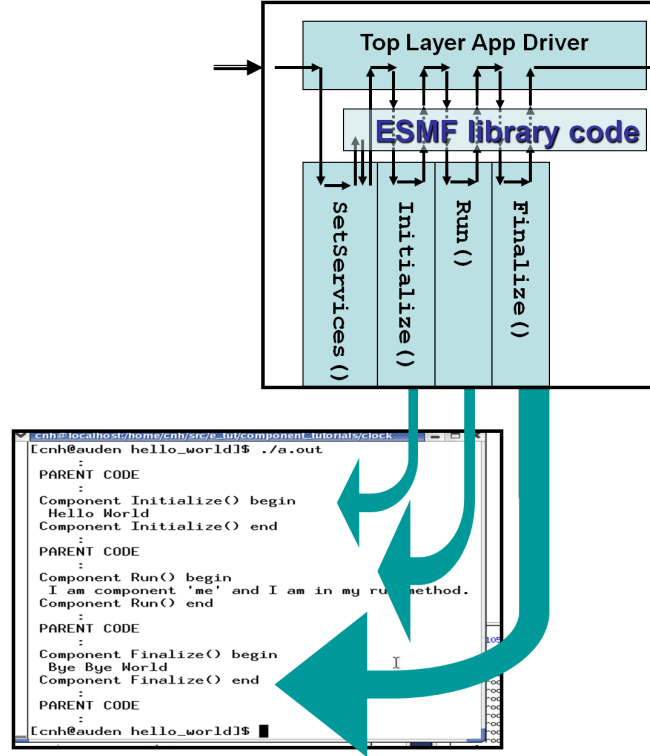 Top Layer App Driver
ESMF library code
SetServices()
Initialize()
Run()
Finalize()
cnh@localhost:/home/cnh/src/e_tut/component_tutorials/clock
[cnh@auden hello_world]$ ./a.out
:
PARENT CODE
:
Component Initialize() begin
Hello World
Component Initialize() end
:
PARENT CODE
:
Component Run() begin
I am component 'me' and I am in my ru method.
Component Run() end
:
PARENT CODE
:
Component Finalize() begin
Bye Bye World
Component Finalize() end
:
PARENT CODE
:
[cnh@auden hello_world]$
105